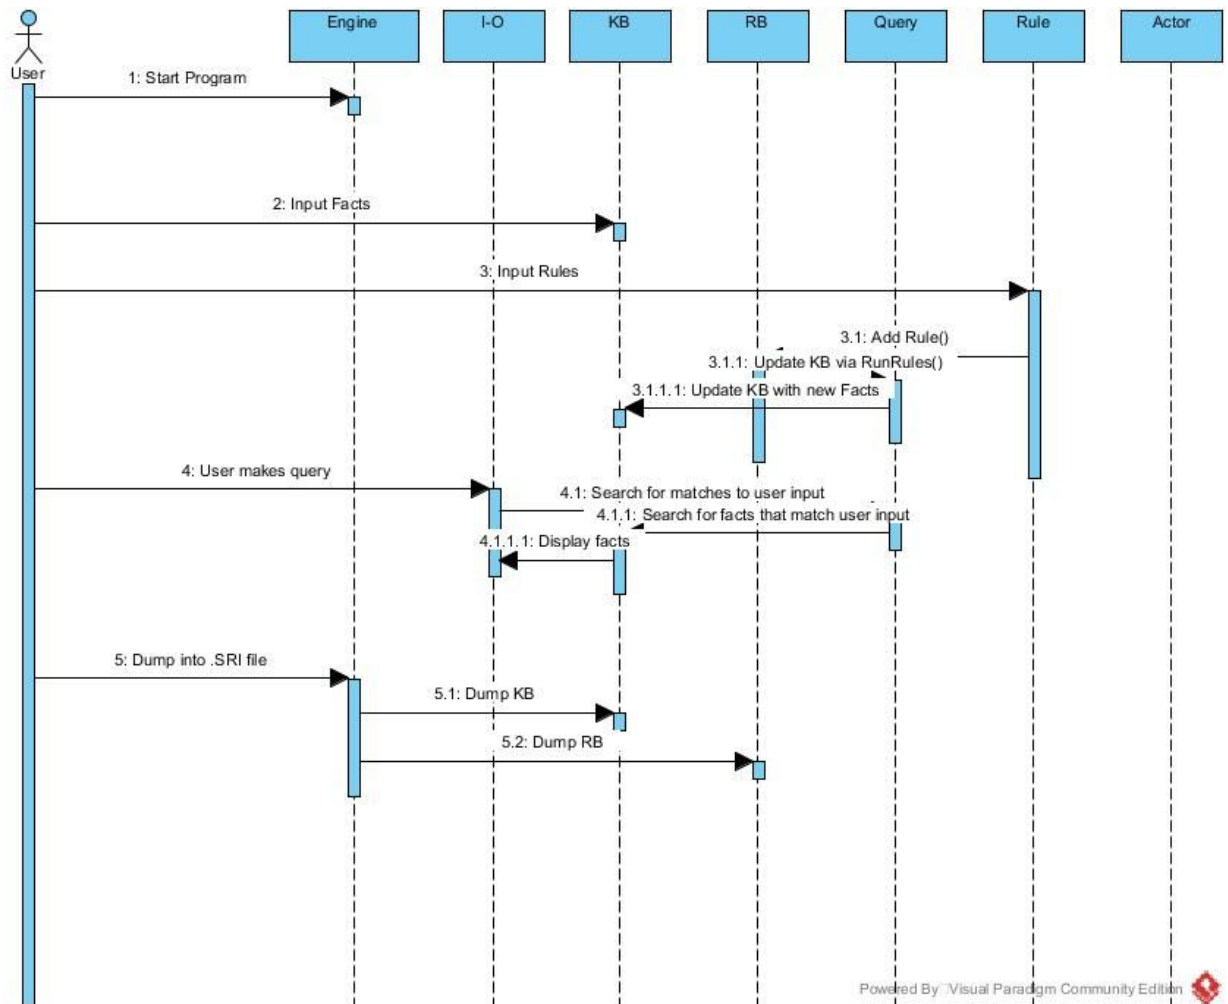 Engine I-O KB RB Query Rule Actor
User
1: Start Program
2: Input Facts
3: Input Rules
3.1: Add Rule()
3.1.1: Update KB via RunRules()
3.1.1.1: Update KB with new Facts
4: User makes query
4.1: Search for matches to user input
4.1.1: Search for facts that match user input
4.1.1.1: Display facts
5: Dump into .SRI file
5.1: Dump KB
5.2: Dump RB
Powered By Visual Paradigm Community Edition